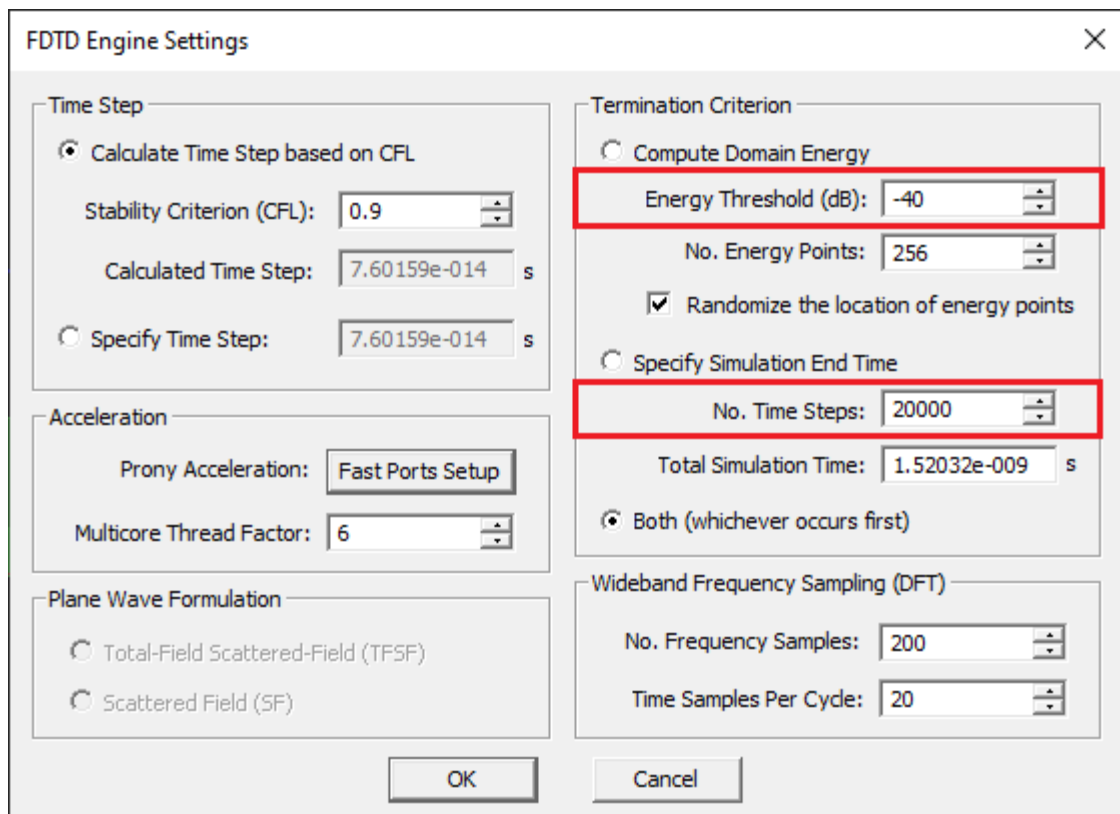 FDTD Engine Settings
Time Step
Calculate Time Step based on CFL
Stability Criterion (CFL): 0.9
Calculated Time Step: 7.60159e-014 s
Specify Time Step: 7.60159e-014 s
Acceleration
Prony Acceleration: Fast Ports Setup
Multicore Thread Factor: 6
Plane Wave Formulation
Total-Field Scattered-Field (TFSF)
Scattered Field (SF)
Termination Criterion
Compute Domain Energy
Energy Threshold (dB): -40
No. Energy Points: 256
Randomize the location of energy points
Specify Simulation End Time
No. Time Steps: 20000
Total Simulation Time: 1.52032e-009 s
Both (whichever occurs first)
Wideband Frequency Sampling (DFT)
No. Frequency Samples: 200
Time Samples Per Cycle: 20
OK Cancel